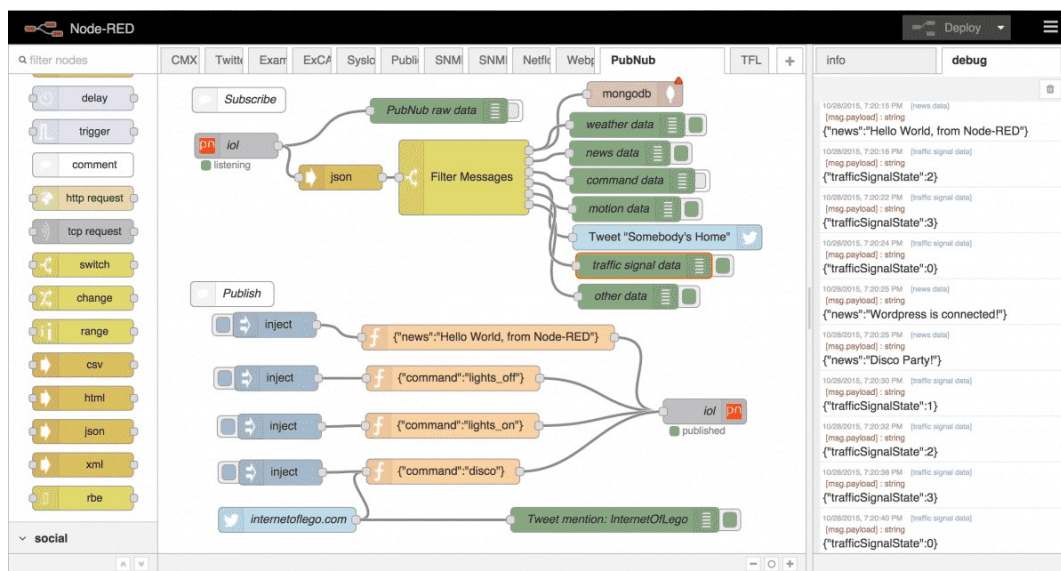 Node-RED
Deploy
filter nodes
CMX
Twitte
Exam
ExCA
Syslo
Public
SNMI
SNMI
Netflo
Webp
PubNub
TFL
+
info
debug
delay
trigger
comment
http request
tcp request
switch
change
range
csv
html
json
xml
rbe
social
Subscribe
PubNub raw data
iol
listening
json
Filter Messages
mongodb
weather data
news data
command data
motion data
Tweet "Somebody's Home"
traffic signal data
other data
Publish
inject
{"news":"Hello World, from Node-RED"}
inject
{"command":"lights_off"}
inject
{"command":"lights_on"}
inject
{"command":"disco"}
iol
published
internetoflego.com
Tweet mention: InternetOfLego
10/28/2015, 7:20:15 PM [news data]
[msg.payload] : string
{"news":"Hello World, from Node-RED"}
10/28/2015, 7:20:16 PM [traffic signal data]
[msg.payload] : string
{"trafficSignalState":2}
10/28/2015, 7:20:22 PM [traffic signal data]
[msg.payload] : string
{"trafficSignalState":3}
10/28/2015, 7:20:24 PM [traffic signal data]
[msg.payload] : string
{"trafficSignalState":0}
10/28/2015, 7:20:25 PM [news data]
[msg.payload] : string
{"news":"Wordpress is connected!"}
10/28/2015, 7:20:25 PM [news data]
[msg.payload] : string
{"news":"Disco Party!"}
10/28/2015, 7:20:30 PM [traffic signal data]
[msg.payload] : string
{"trafficSignalState":1}
10/28/2015, 7:20:32 PM [traffic signal data]
[msg.payload] : string
{"trafficSignalState":2}
10/28/2015, 7:20:38 PM [traffic signal data]
[msg.payload] : string
{"trafficSignalState":3}
10/28/2015, 7:20:40 PM [traffic signal data]
[msg.payload] : string
{"trafficSignalState":0}